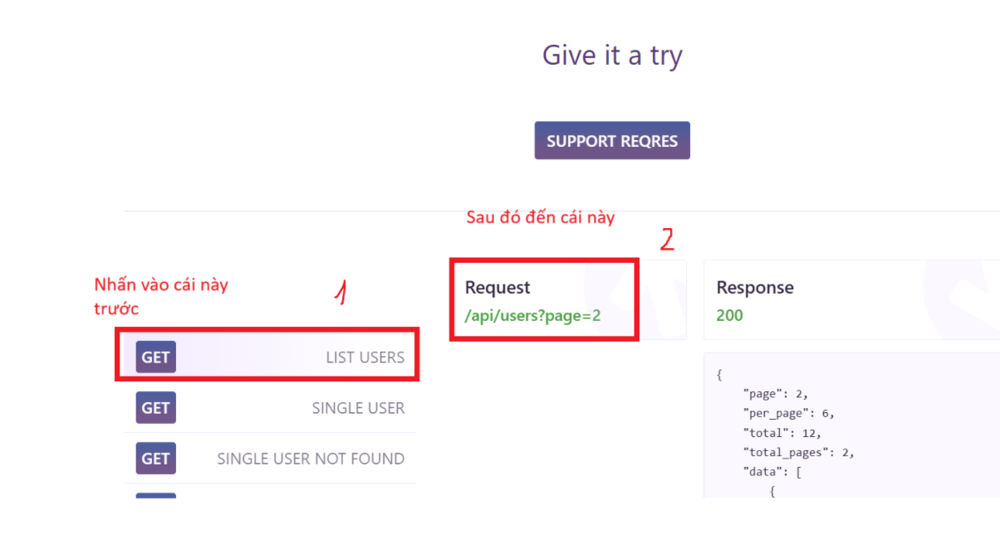 Give it a try
SUPPORT REQRES
Sau đó đến cái này
2
Nhấn vào cái này
trước
1
GET LIST USERS
GET SINGLE USER
GET SINGLE USER NOT FOUND
Request
/api/users?page=2
Response
200
{
"page": 2,
"per_page": 6,
"total": 12,
"total_pages": 2,
"data": [
{